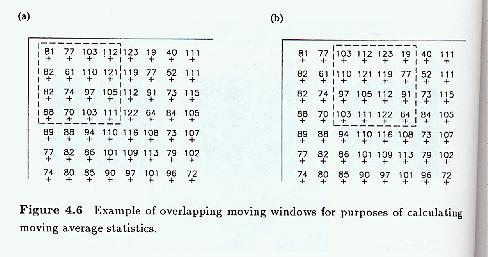 (a)
81 77 103 112 123 19 40 111
82 61 110 121 119 77 52 111
82 74 97 105 112 91 73 115
88 70 103 111 122 64 84 105
89 88 94 110 116 108 73 107
77 82 86 101 109 113 79 102
74 80 85 90 97 101 96 72
(b)
81 77 103 112 123 19 40 111
82 61 110 121 119 77 52 111
82 74 97 105 112 91 73 115
88 70 103 111 122 64 84 105
89 88 94 110 116 108 73 107
77 82 86 101 109 113 79 102
74 80 85 90 97 101 96 72
Figure 4.6 Example of overlapping moving windows for purposes of calculating
moving average statistics.